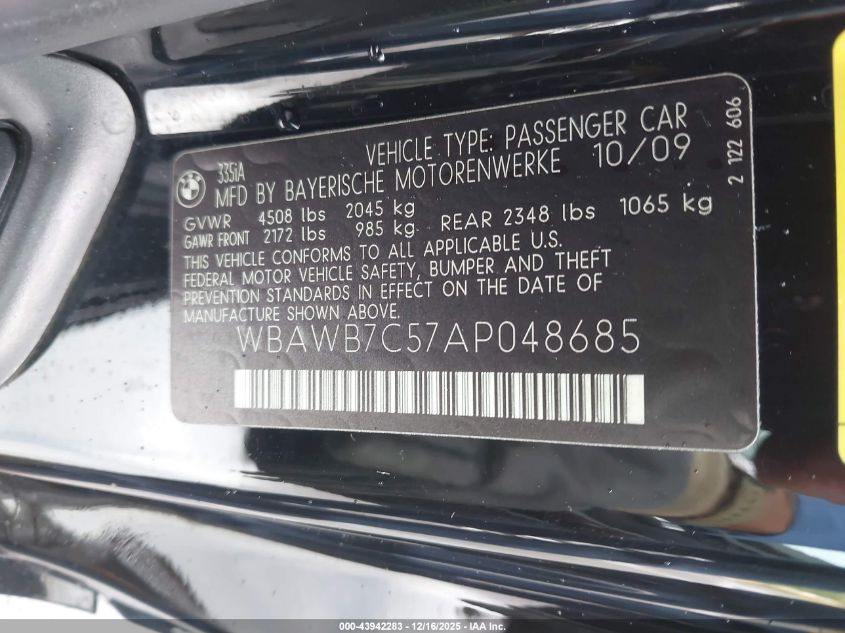 BMW
335iA
VEHICLE TYPE: PASSENGER CAR
MFD BY BAYERISCHE MOTORENWERKE 10/09
GVWR 4508 lbs 2045 kg
GAWR FRONT 2172 lbs 985 kg REAR 2348 lbs 1065 kg
THIS VEHICLE CONFORMS TO ALL APPLICABLE U.S.
FEDERAL MOTOR VEHICLE SAFETY, BUMPER AND THEFT
PREVENTION STANDARDS IN EFFECT ON THE DATE OF
MANUFACTURE SHOWN ABOVE.
WBAWB7C57AP048685
2 122 606
000-43942283 - 12/16/2025 - IAA Inc.